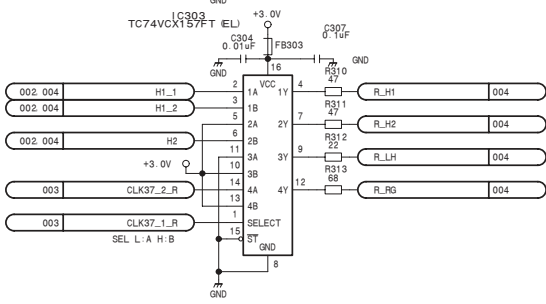 GND
IC303
TC74VCX157FT (EL)
+3.0V
C304
0.01uF
FB303
C307
0.1uF
GND
GND
16
VCC
R310
47
002. 004 H1_1 2 1A 1Y 4 R_H1 004
002. 004 H1_2 3 1B
R311
47
5 2A 2Y 7 R_H2 004
002. 004 H2 6 2B
R312
22
11 3A 3Y 9 R_LH 004
+3.0V 10 3B
R313
68
003 CLK37_2_R 14 4A 4Y 12 R_RG 004
13 4B
003 CLK37_1_R 1 SELECT
SEL L:A H:B 15 ST
GND
8
GND